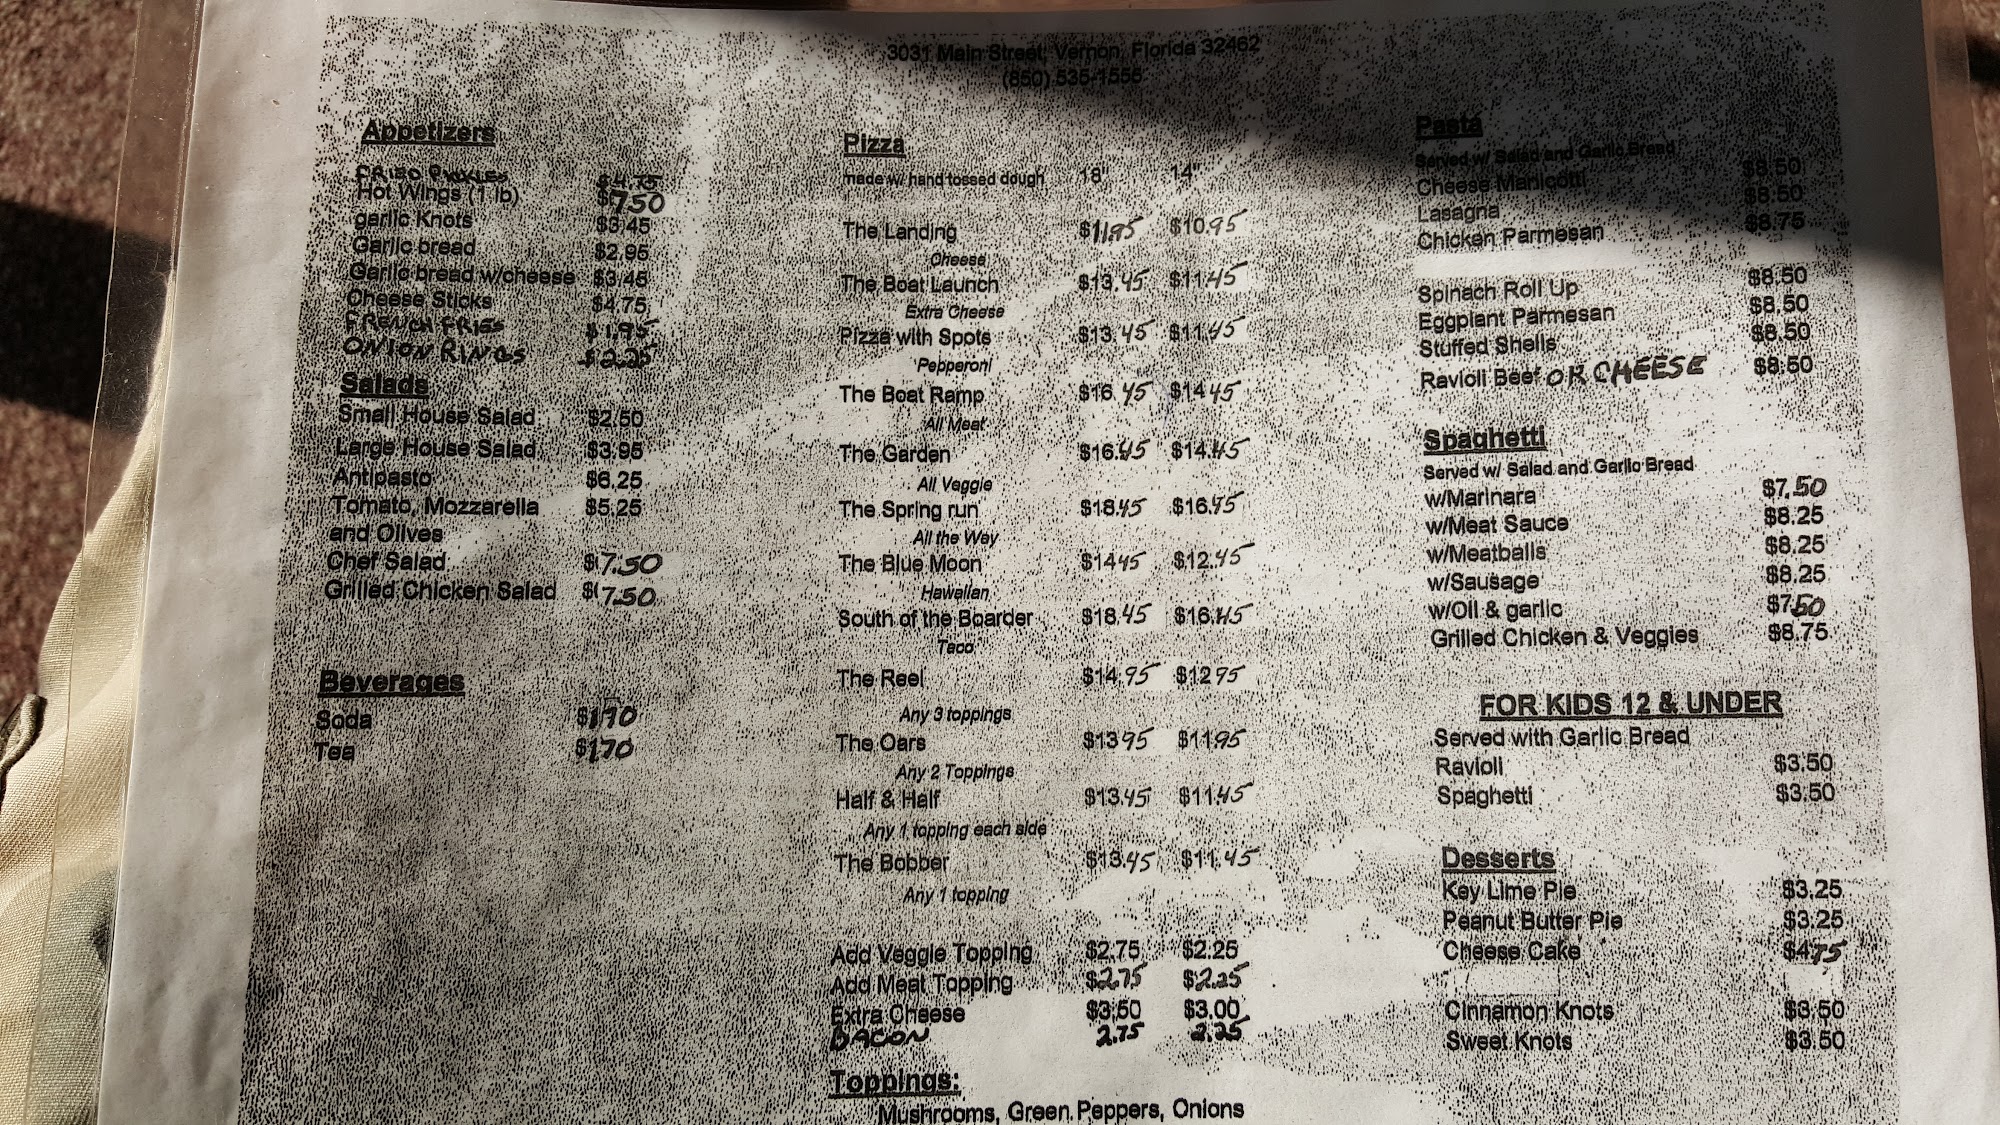 3031 Main Street, Vernon, Florida 32462
(850) 535-1555
Appetizers
FRIED PICKLES $4.75
Hot Wings (1 lb) $750
garlic Knots $3.45
Garlic bread $2.95
Garlic bread w/cheese $3.45
Cheese Sticks $4.75
FRENCH FRIES $1.95
ONION RINGS $2.25
Salads
Small House Salad $2.50
Large House Salad $3.95
Antipasto $6.25
Tomato, Mozzarella $5.25
and Olives
Chef Salad $7.50
Grilled Chicken Salad $7.50
Beverages
Soda $1.70
Tea $1.70
Pizza
made w/ hand tossed dough 18" 14"
The Landing $11.95 $10.95
Cheese
The Boat Launch $13.45 $11.45
Extra Cheese
Pizza with Spots $13.45 $11.45
Pepperoni
The Boat Ramp $16.45 $14.45
All Meat
The Garden $16.45 $14.45
All Veggie
The Spring run $18.45 $16.45
All the Way
The Blue Moon $14.45 $12.45
Hawaiian
South of the Boarder $18.45 $16.45
Taco
The Reel $14.95 $12.95
Any 3 toppings
The Oars $13.95 $11.95
Any 2 Toppings
Half & Half $13.45 $11.45
Any 1 topping each side
The Bobber $13.45 $11.45
Any 1 topping
Add Veggie Topping $2.75 $2.25
Add Meat Topping $2.75 $2.25
Extra Cheese $3.50 $3.00
BACON 2.75 2.25
Toppings:
Mushrooms, Green Peppers, Onions
Pasta
Served w/ Salad and Garlic Bread
Cheese Manicotti $8.50
Lasagna $8.50
Chicken Parmesan $8.75
Spinach Roll Up $8.50
Eggplant Parmesan $8.50
Stuffed Shells $8.50
Ravioli Beef OR CHEESE $8.50
Spaghetti
Served w/ Salad and Garlic Bread
w/Marinara $7.50
w/Meat Sauce $8.25
w/Meatballs $8.25
w/Sausage $8.25
w/Oil & garlic $7.50
Grilled Chicken & Veggies $8.75
FOR KIDS 12 & UNDER
Served with Garlic Bread
Ravioli $3.50
Spaghetti $3.50
Desserts
Key Lime Pie $3.25
Peanut Butter Pie $3.25
Cheese Cake $4.75
Cinnamon Knots $3.50
Sweet Knots $3.50